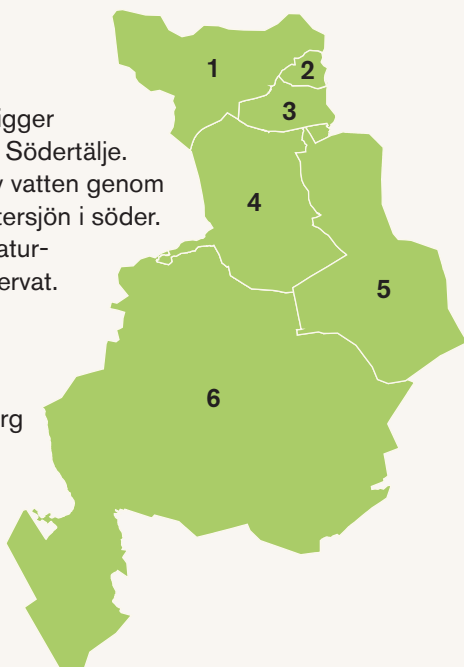 igger
Södertälje.
vatten genom
tersjön i söder.
atur-
ervat.
rg
1
2
3
4
5
6